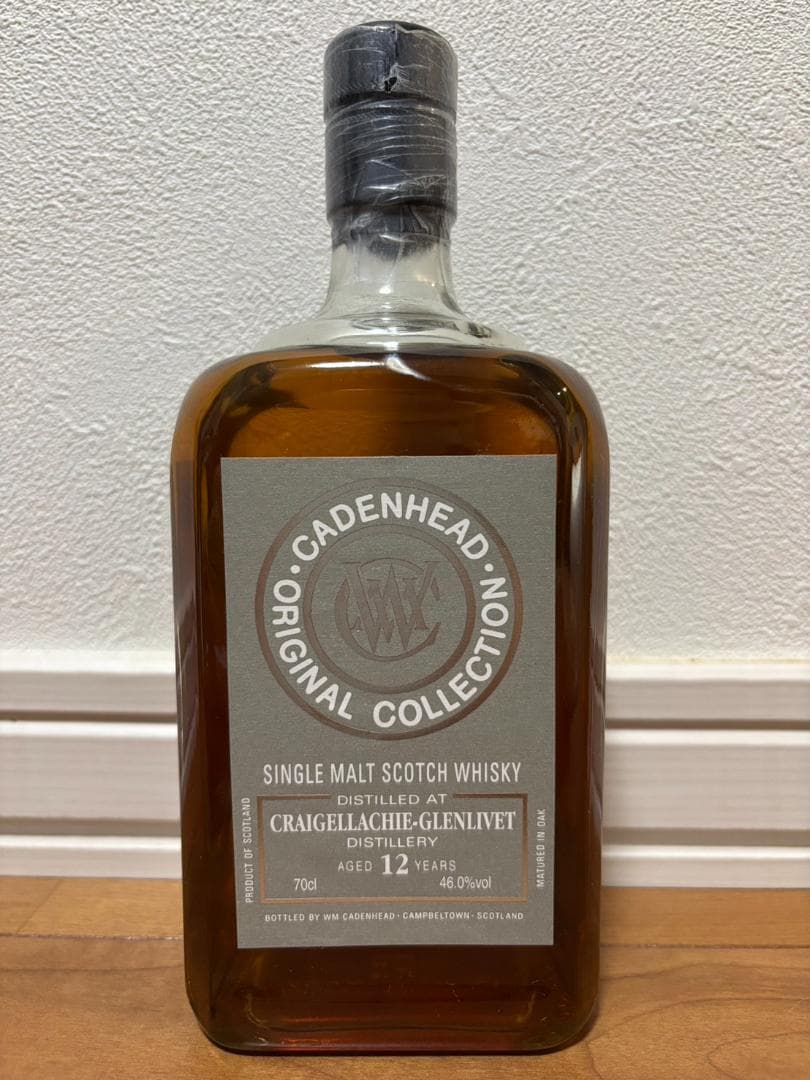 CADENHEAD
ORIGINAL COLLECTION
WC
SINGLE MALT SCOTCH WHISKY
DISTILLED AT
CRAIGELLACHIE-GLENLIVET
DISTILLERY
AGED 12 YEARS
70cl 46.0%vol
PRODUCT OF SCOTLAND
MATURED IN OAK
BOTTLED BY WM CADENHEAD · CAMPBELTOWN · SCOTLAND